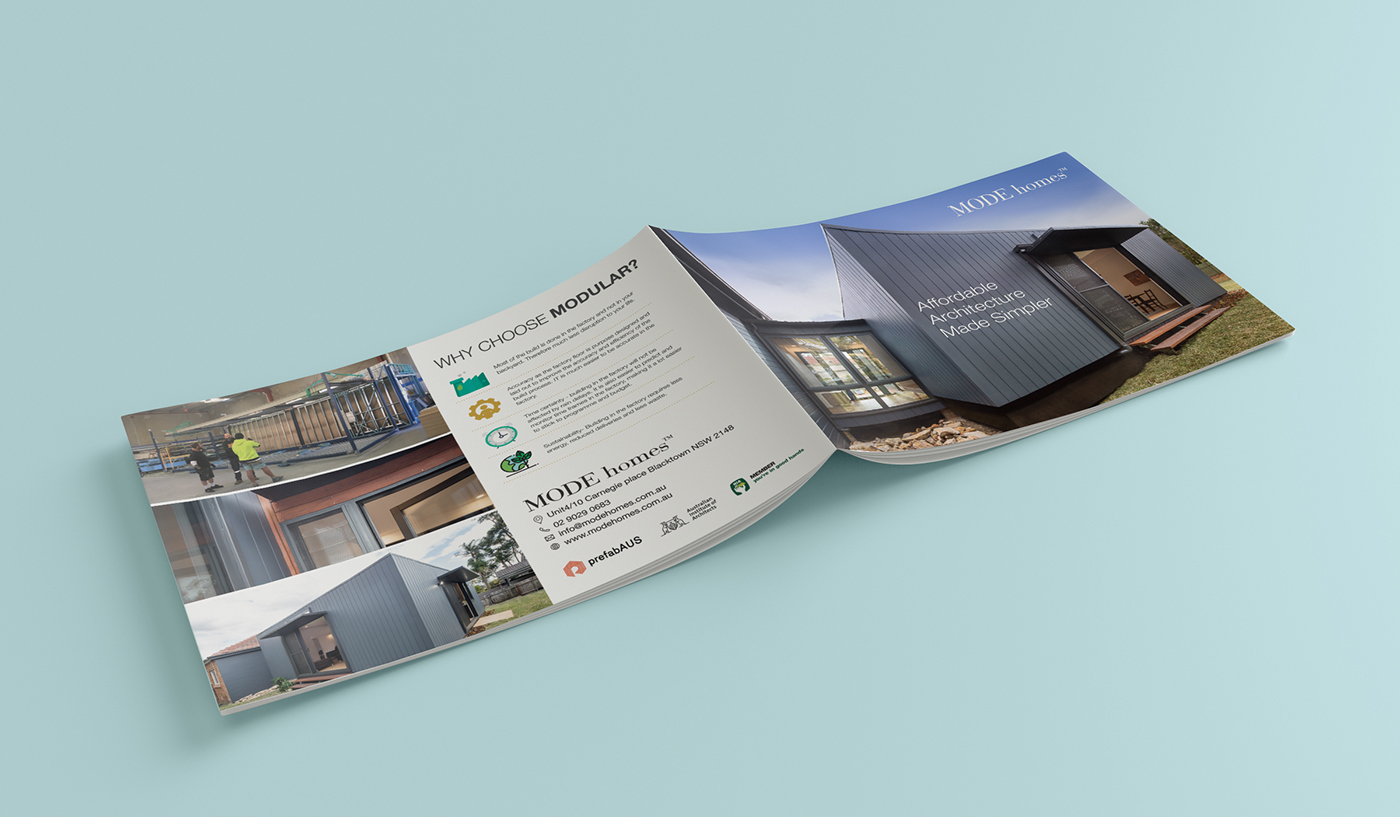 WHY CHOOSE MODULAR?
Most of the build is done in the factory and not in your
backyard. Therefore much less disruption to your life.
Accuracy as the factory floor is purpose designed and
laid out to improve the accuracy and efficiency of the
build process. IT is much easier to be accurate in the
factory.
Time certainty - building in the factory will not be
affected by rain delays. It is also easier to predict and
monitor time frames in the factory, making it a lot easier
to stick to programme and budget.
Sustainability- Building in the factory requires less
energy, reduced deliveries and less waste.
MODE homes™
Unit4/10 Carnegie place Blacktown NSW 2148
02 9029 0683
info@modehomes.com.au
www.modehomes.com.au
prefabAUS
Australian
Institute of
Architects
MEMBER
you're in good hands
MODE homes™
Affordable
Architecture
Made Simpler